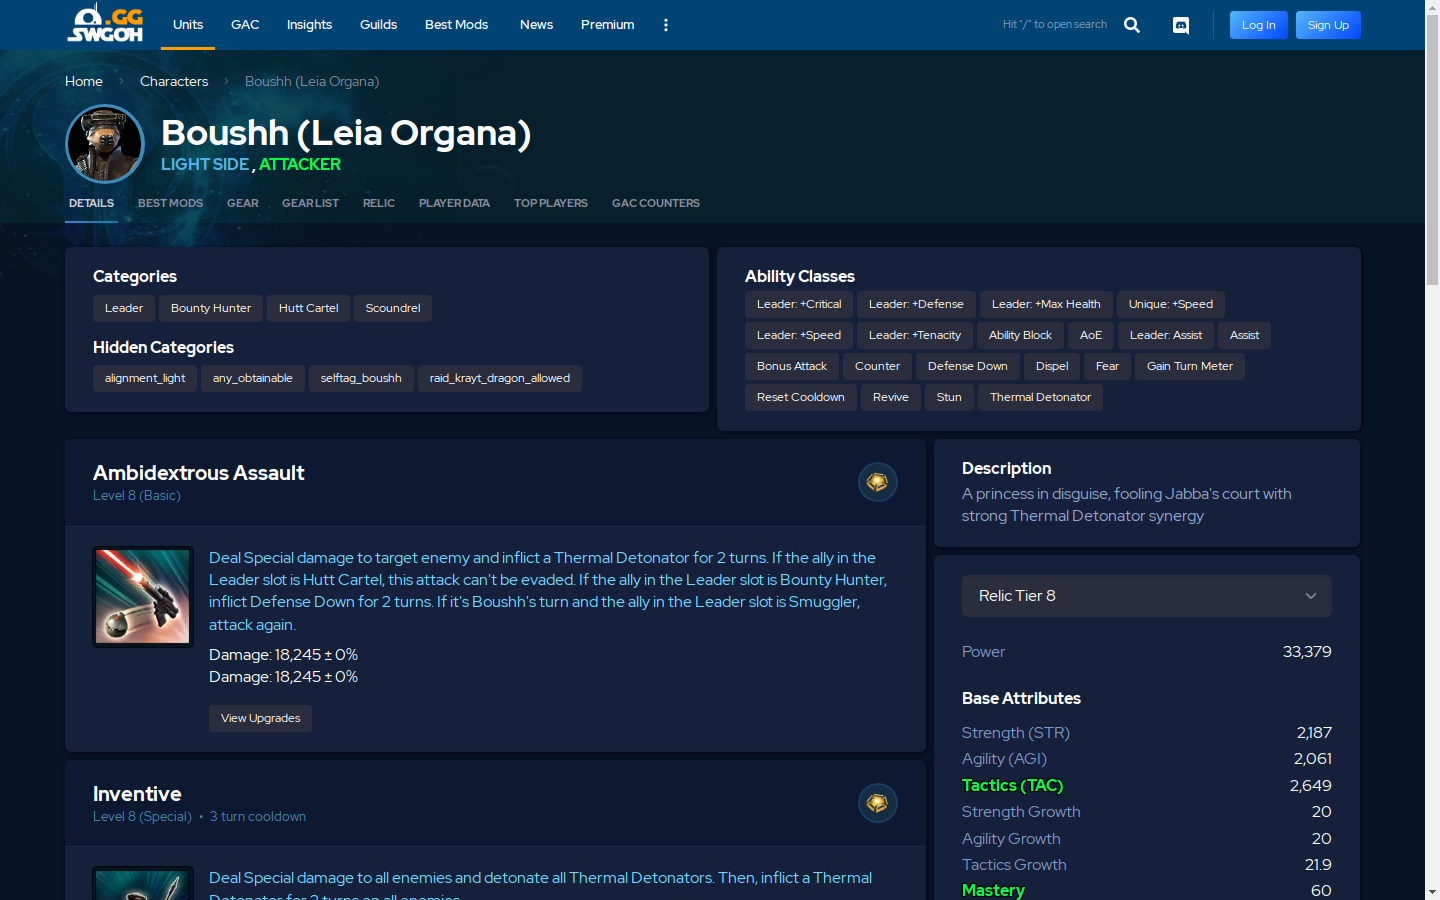 .GG
SWGOH
Units GAC Insights Guilds Best Mods News Premium Hit "/" to open search Log In Sign Up
Home Characters Boushh (Leia Organa)
Boushh (Leia Organa)
LIGHT SIDE , ATTACKER
DETAILS BEST MODS GEAR GEAR LIST RELIC PLAYER DATA TOP PLAYERS GAC COUNTERS
Categories
Leader Bounty Hunter Hutt Cartel Scoundrel
Hidden Categories
alignment_light any_obtainable selftag_boushh raid_krayt_dragon_allowed
Ability Classes
Leader: +Critical Leader: +Defense Leader: +Max Health Unique: +Speed
Leader: +Speed Leader: +Tenacity Ability Block AoE Leader: Assist Assist
Bonus Attack Counter Defense Down Dispel Fear Gain Turn Meter
Reset Cooldown Revive Stun Thermal Detonator
Ambidextrous Assault
Level 8 (Basic)
Deal Special damage to target enemy and inflict a Thermal Detonator for 2 turns. If the ally in the
Leader slot is Hutt Cartel, this attack can't be evaded. If the ally in the Leader slot is Bounty Hunter,
inflict Defense Down for 2 turns. If it's Boushh's turn and the ally in the Leader slot is Smuggler,
attack again.
Damage: 18,245 ± 0%
Damage: 18,245 ± 0%
View Upgrades
Inventive
Level 8 (Special) • 3 turn cooldown
Deal Special damage to all enemies and detonate all Thermal Detonators. Then, inflict a Thermal
Detonator for 2 turns on all enemies.
Description
A princess in disguise, fooling Jabba's court with
strong Thermal Detonator synergy
Relic Tier 8
Power 33,379
Base Attributes
Strength (STR) 2,187
Agility (AGI) 2,061
Tactics (TAC) 2,649
Strength Growth 20
Agility Growth 20
Tactics Growth 21.9
Mastery 60